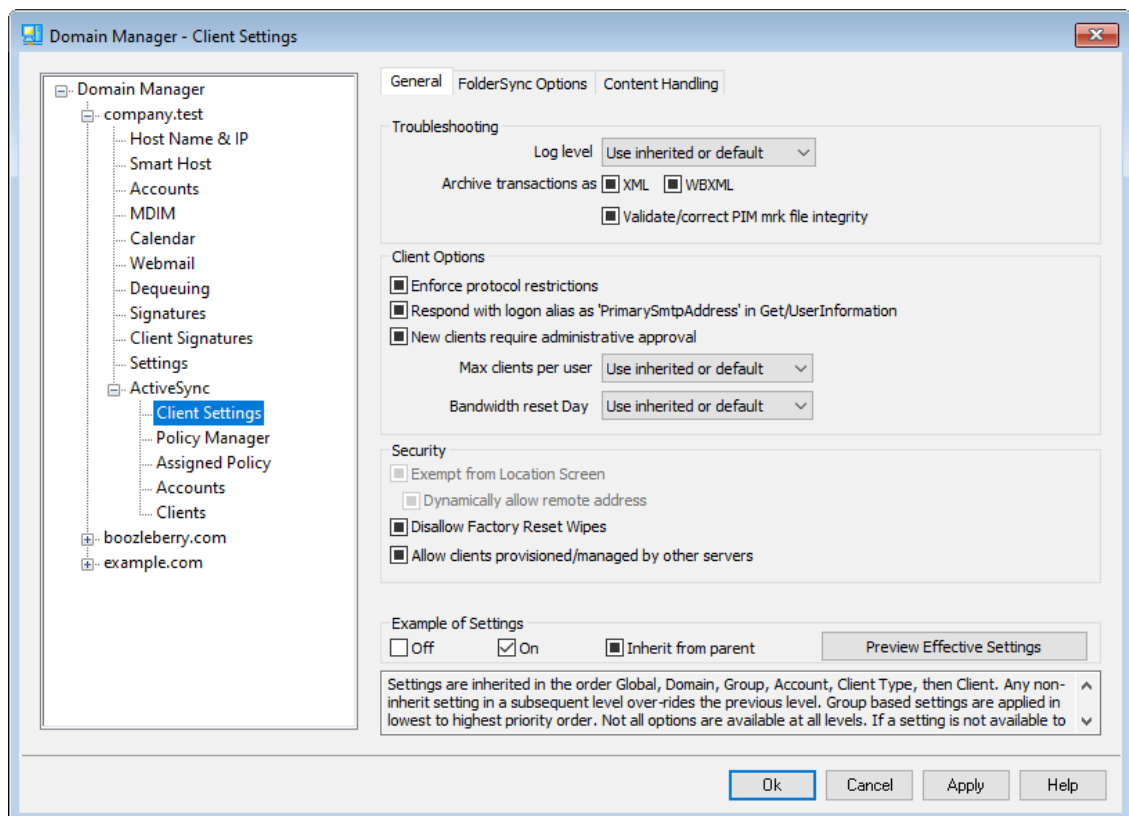 Domain Manager - Client Settings
Domain Manager
company.test
Host Name & IP
Smart Host
Accounts
MDIM
Calendar
Webmail
Dequeuing
Signatures
Client Signatures
Settings
ActiveSync
Client Settings
Policy Manager
Assigned Policy
Accounts
Clients
boozleberry.com
example.com
General FolderSync Options Content Handling
Troubleshooting
Log level Use inherited or default
Archive transactions as XML WBXML
Validate/correct PIM mrk file integrity
Client Options
Enforce protocol restrictions
Respond with logon alias as 'PrimarySmtpAddress' in Get/UserInformation
New clients require administrative approval
Max clients per user Use inherited or default
Bandwidth reset Day Use inherited or default
Security
Exempt from Location Screen
Dynamically allow remote address
Disallow Factory Reset Wipes
Allow clients provisioned/managed by other servers
Example of Settings
Off On Inherit from parent Preview Effective Settings
Settings are inherited in the order Global, Domain, Group, Account, Client Type, then Client. Any non-
inherit setting in a subsequent level over-rides the previous level. Group based settings are applied in
lowest to highest priority order. Not all options are available at all levels. If a setting is not available to
Ok Cancel Apply Help